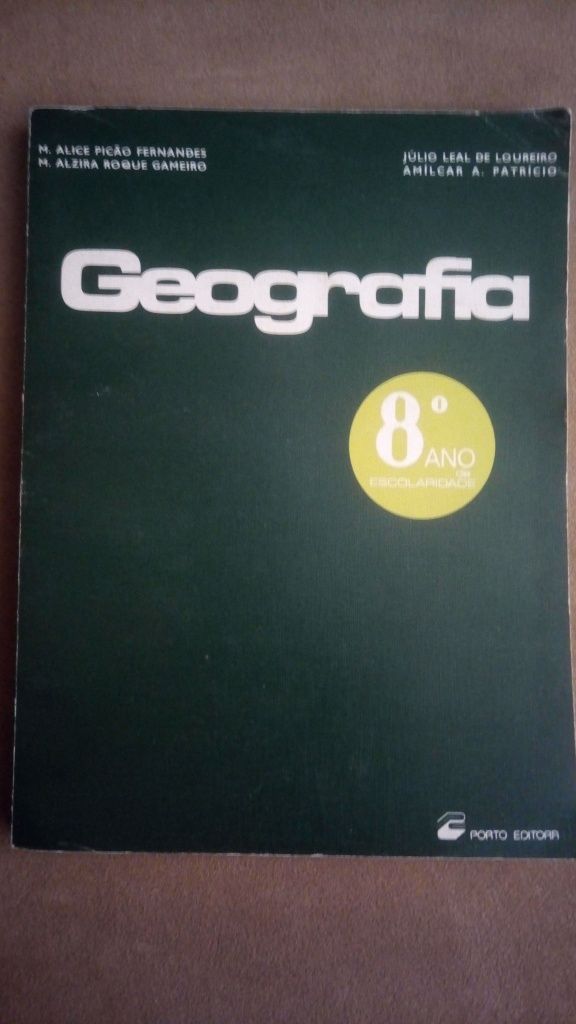 M. ALICE PICÃO FERNANDES
M. ALZIRA ROQUE GAMEIRO
JÚLIO LEAL DE LOUREIRO
AMÍLCAR A. PATRÍCIO
Geografia
8º
ANO
de
ESCOLARIDADE
PORTO EDITORA